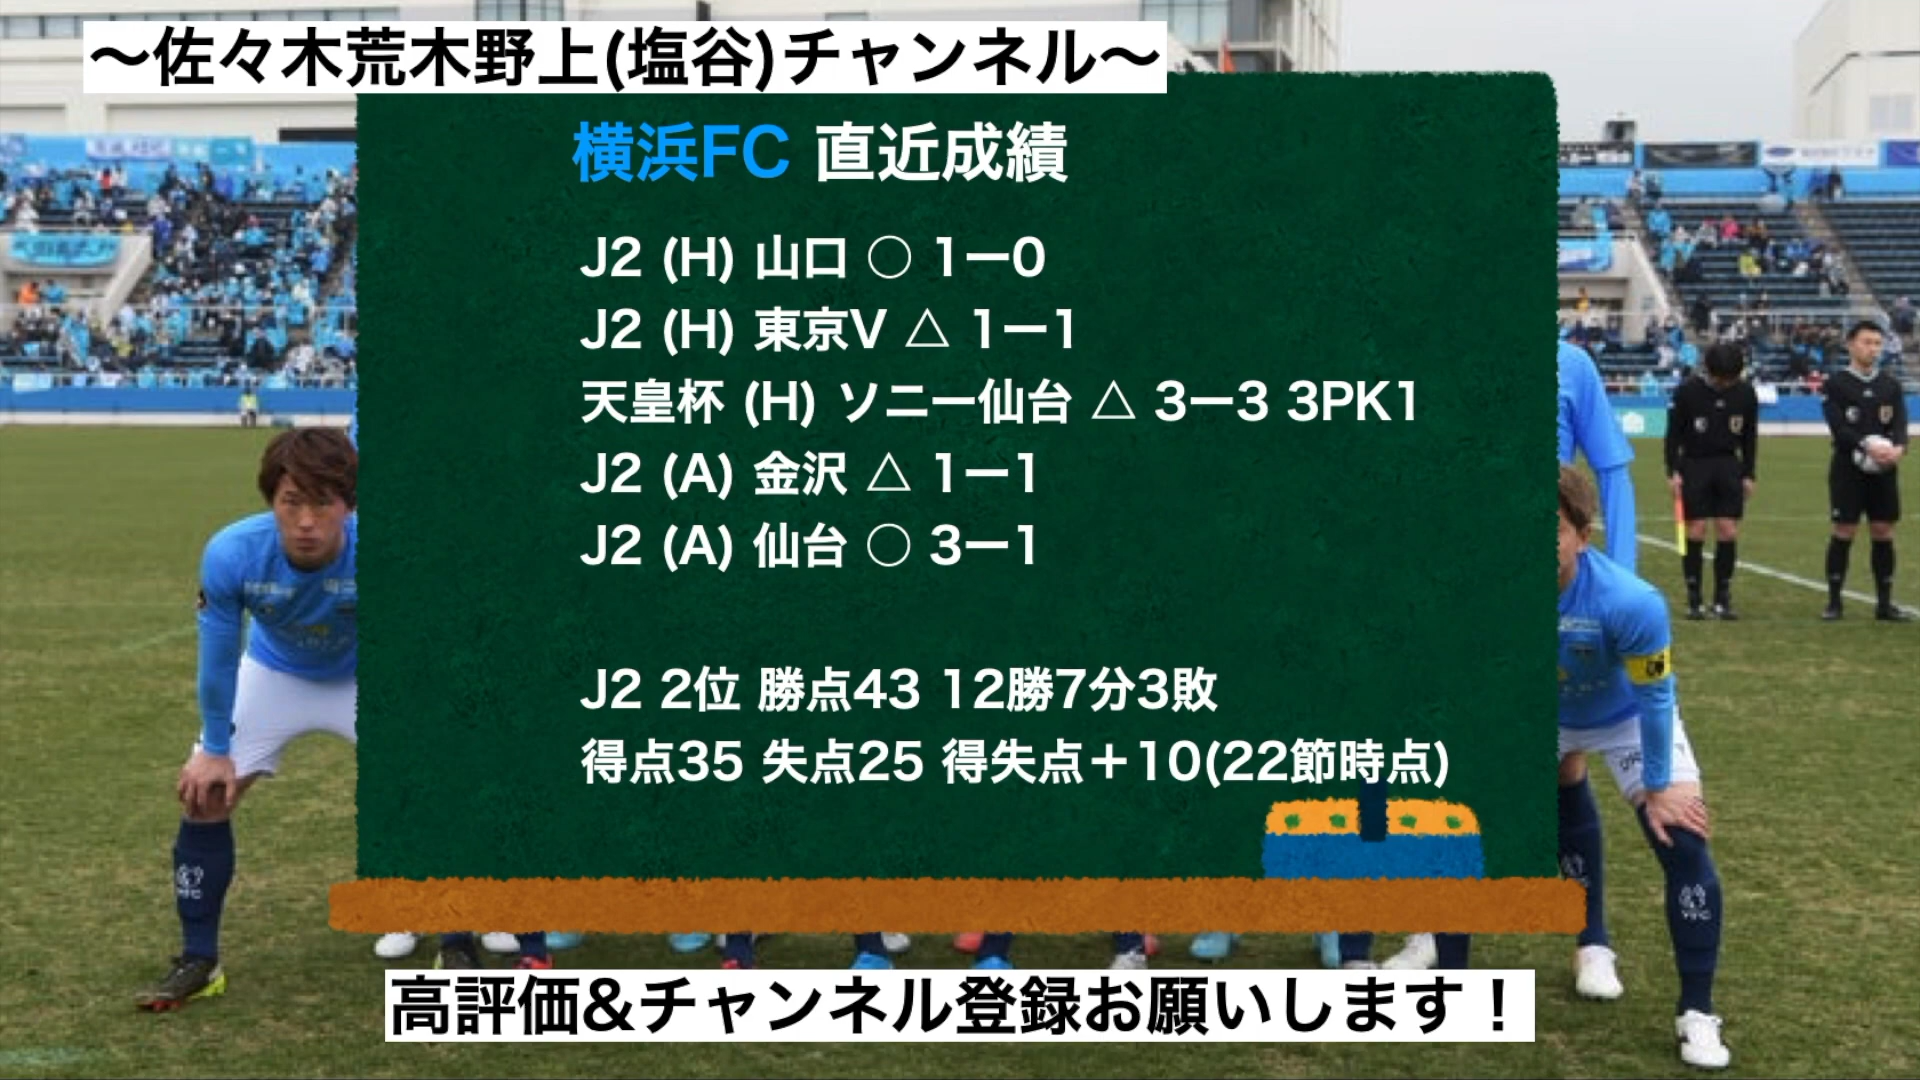 〜佐々木荒木野上(塩谷)チャンネル〜
横浜FC 直近成績
J2 (H) 山口 ○ 1ー0
J2 (H) 東京V △ 1ー1
天皇杯 (H) ソニー仙台 △ 3ー3 3PK1
J2 (A) 金沢 △ 1ー1
J2 (A) 仙台 ○ 3ー1
J2 2位 勝点43 12勝7分3敗
得点35 失点25 得失点＋10(22節時点)
高評価&チャンネル登録お願いします！